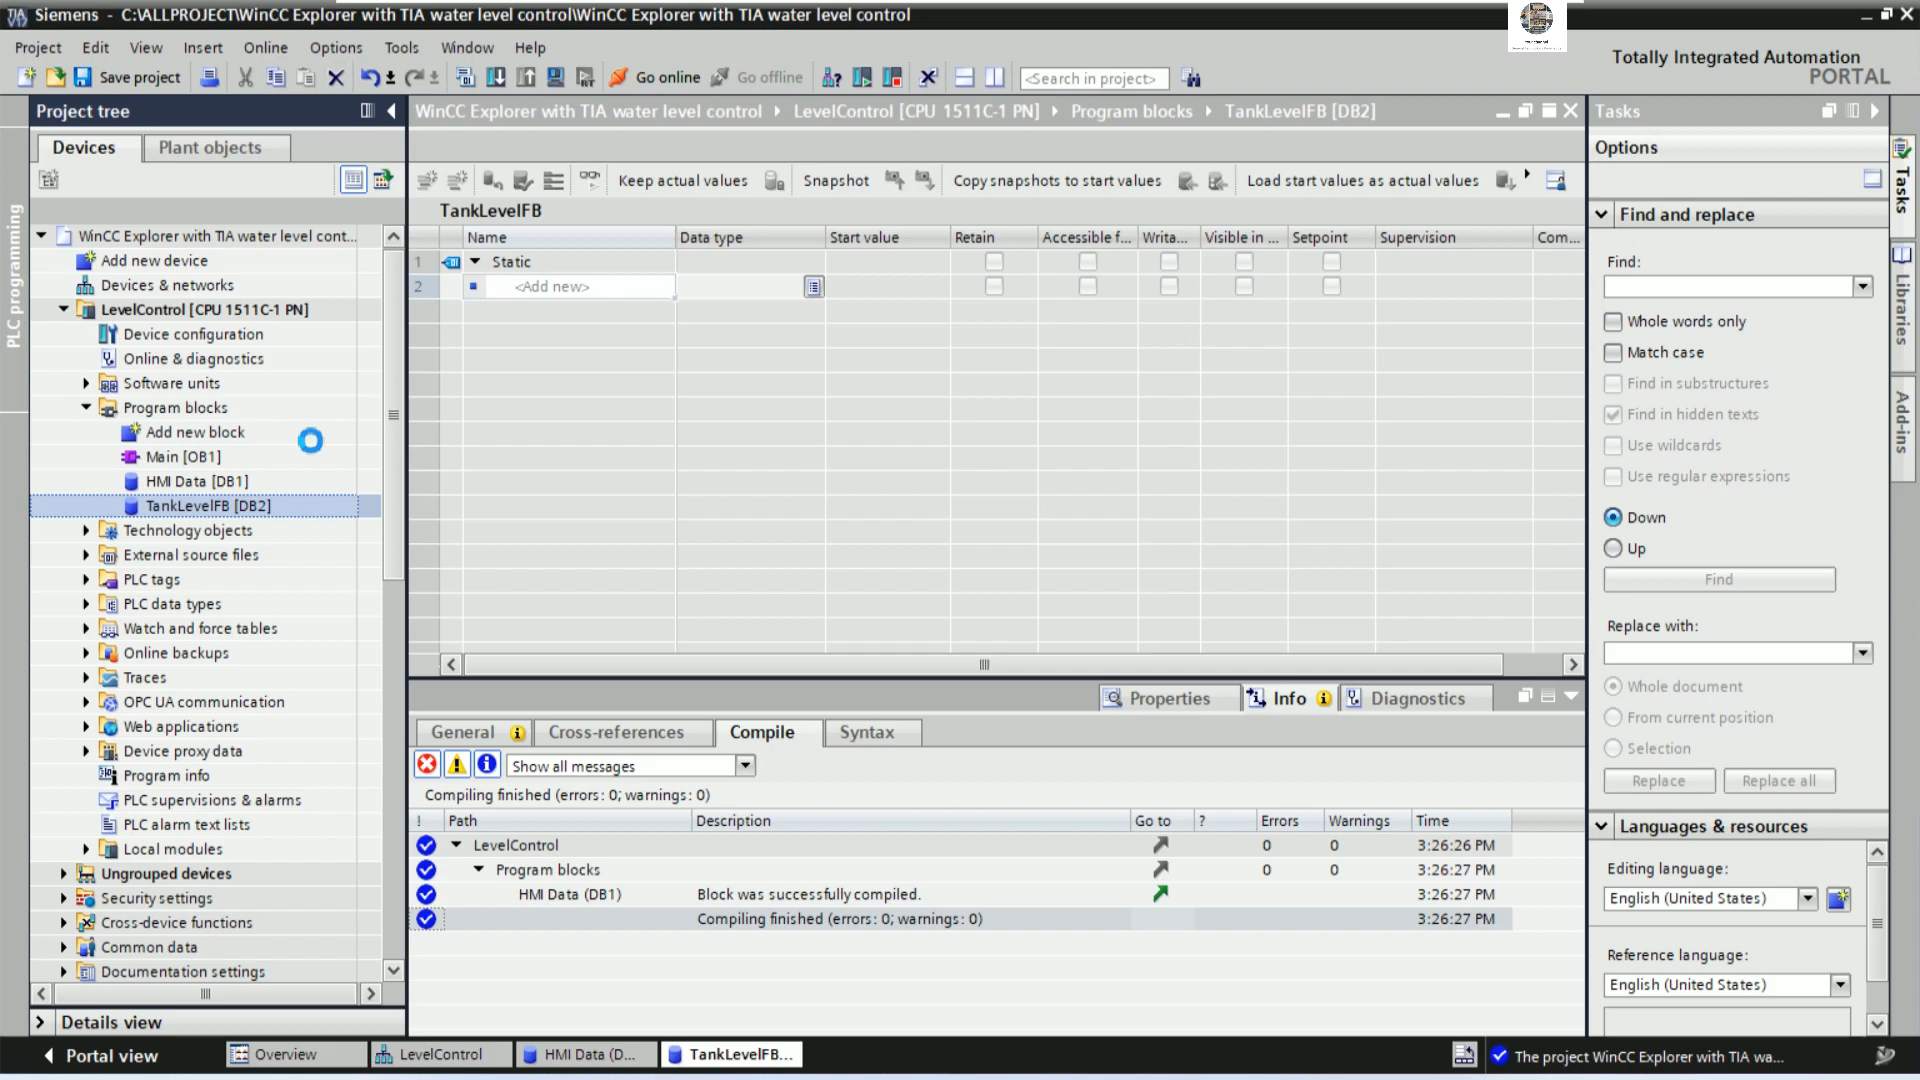 Siemens - C:\ALLPROJECT\WinCC Explorer with TIA water level control\WinCC Explorer with TIA water level control
Project Edit View Insert Online Options Tools Window Help
Totally Integrated Automation
PORTAL
Save project
Go online
Go offline
<Search in project>
Project tree
WinCC Explorer with TIA water level control
LevelControl [CPU 1511C-1 PN]
Program blocks
TankLevelFB [DB2]
Tasks
Devices
Plant objects
Options
PLC programming
Keep actual values
Snapshot
Copy snapshots to start values
Load start values as actual values
TankLevelFB
Name
Data type
Start value
Retain
Accessible f...
Writa...
Visible in ...
Setpoint
Supervision
Com...
1 Static
2 <Add new>
WinCC Explorer with TIA water level cont...
Add new device
Devices & networks
LevelControl [CPU 1511C-1 PN]
Device configuration
Online & diagnostics
Software units
Program blocks
Add new block
Main [OB1]
HMI Data [DB1]
TankLevelFB [DB2]
Technology objects
External source files
PLC tags
PLC data types
Watch and force tables
Online backups
Traces
OPC UA communication
Web applications
Device proxy data
Program info
PLC supervisions & alarms
PLC alarm text lists
Local modules
Ungrouped devices
Security settings
Cross-device functions
Common data
Documentation settings
Details view
Properties
Info
Diagnostics
General
Cross-references
Compile
Syntax
Show all messages
Compiling finished (errors: 0; warnings: 0)
! Path Description Go to ? Errors Warnings Time
LevelControl 0 0 3:26:26 PM
Program blocks 0 0 3:26:27 PM
HMI Data (DB1) Block was successfully compiled. 3:26:27 PM
Compiling finished (errors: 0; warnings: 0) 3:26:27 PM
Find and replace
Find:
Whole words only
Match case
Find in substructures
Find in hidden texts
Use wildcards
Use regular expressions
Down
Up
Find
Replace with:
Whole document
From current position
Selection
Replace
Replace all
Languages & resources
Editing language:
English (United States)
Reference language:
English (United States)
Tasks
Libraries
Add-ins
Portal view
Overview
LevelControl
HMI Data (D...
TankLevelFB...
The project WinCC Explorer with TIA wa...